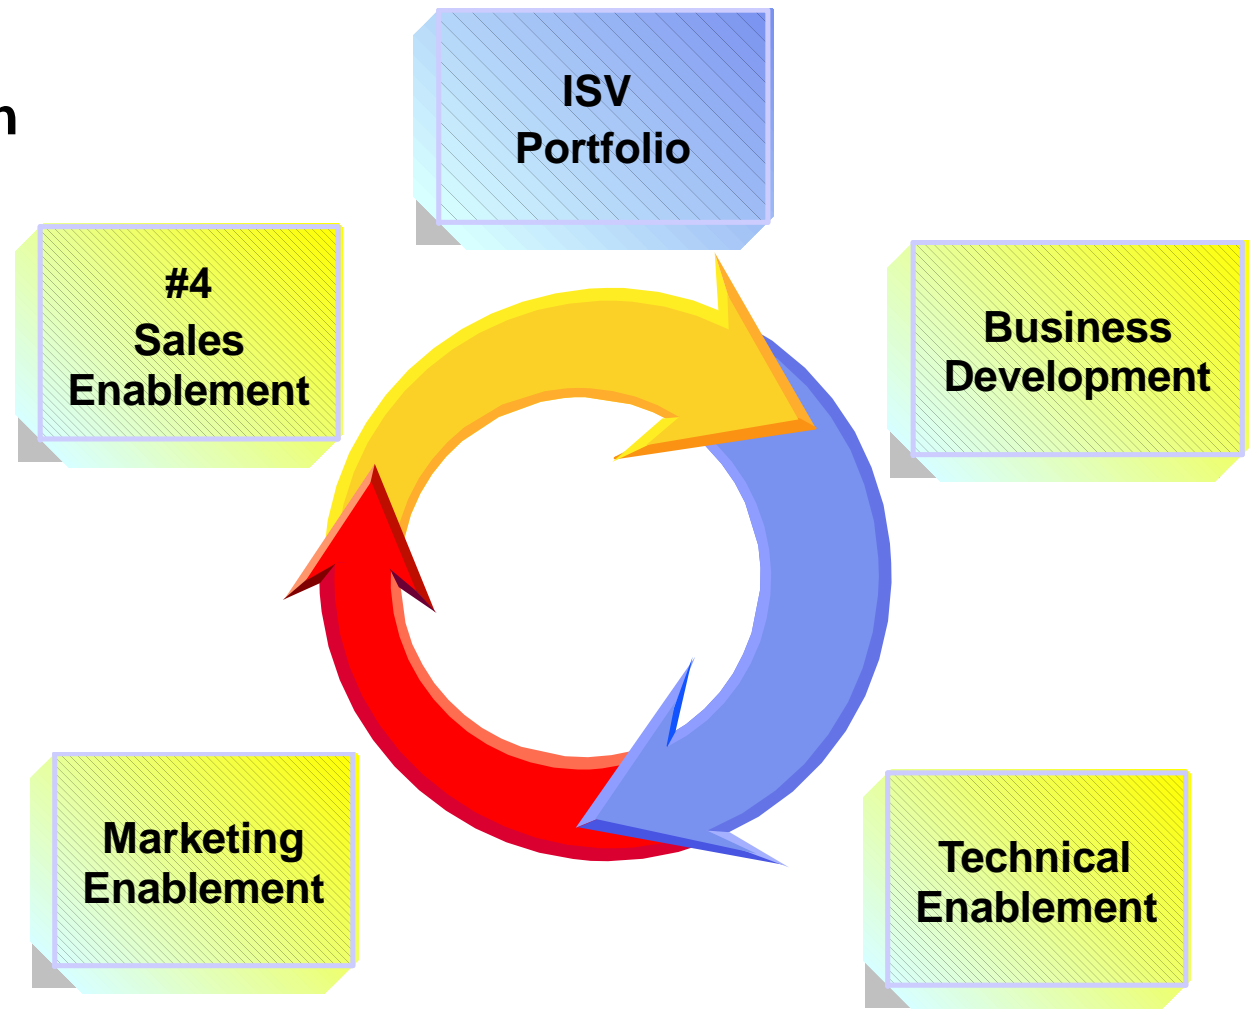 n
ISV
Portfolio
#4
Sales
Enablement
Business
Development
Marketing
Enablement
Technical
Enablement